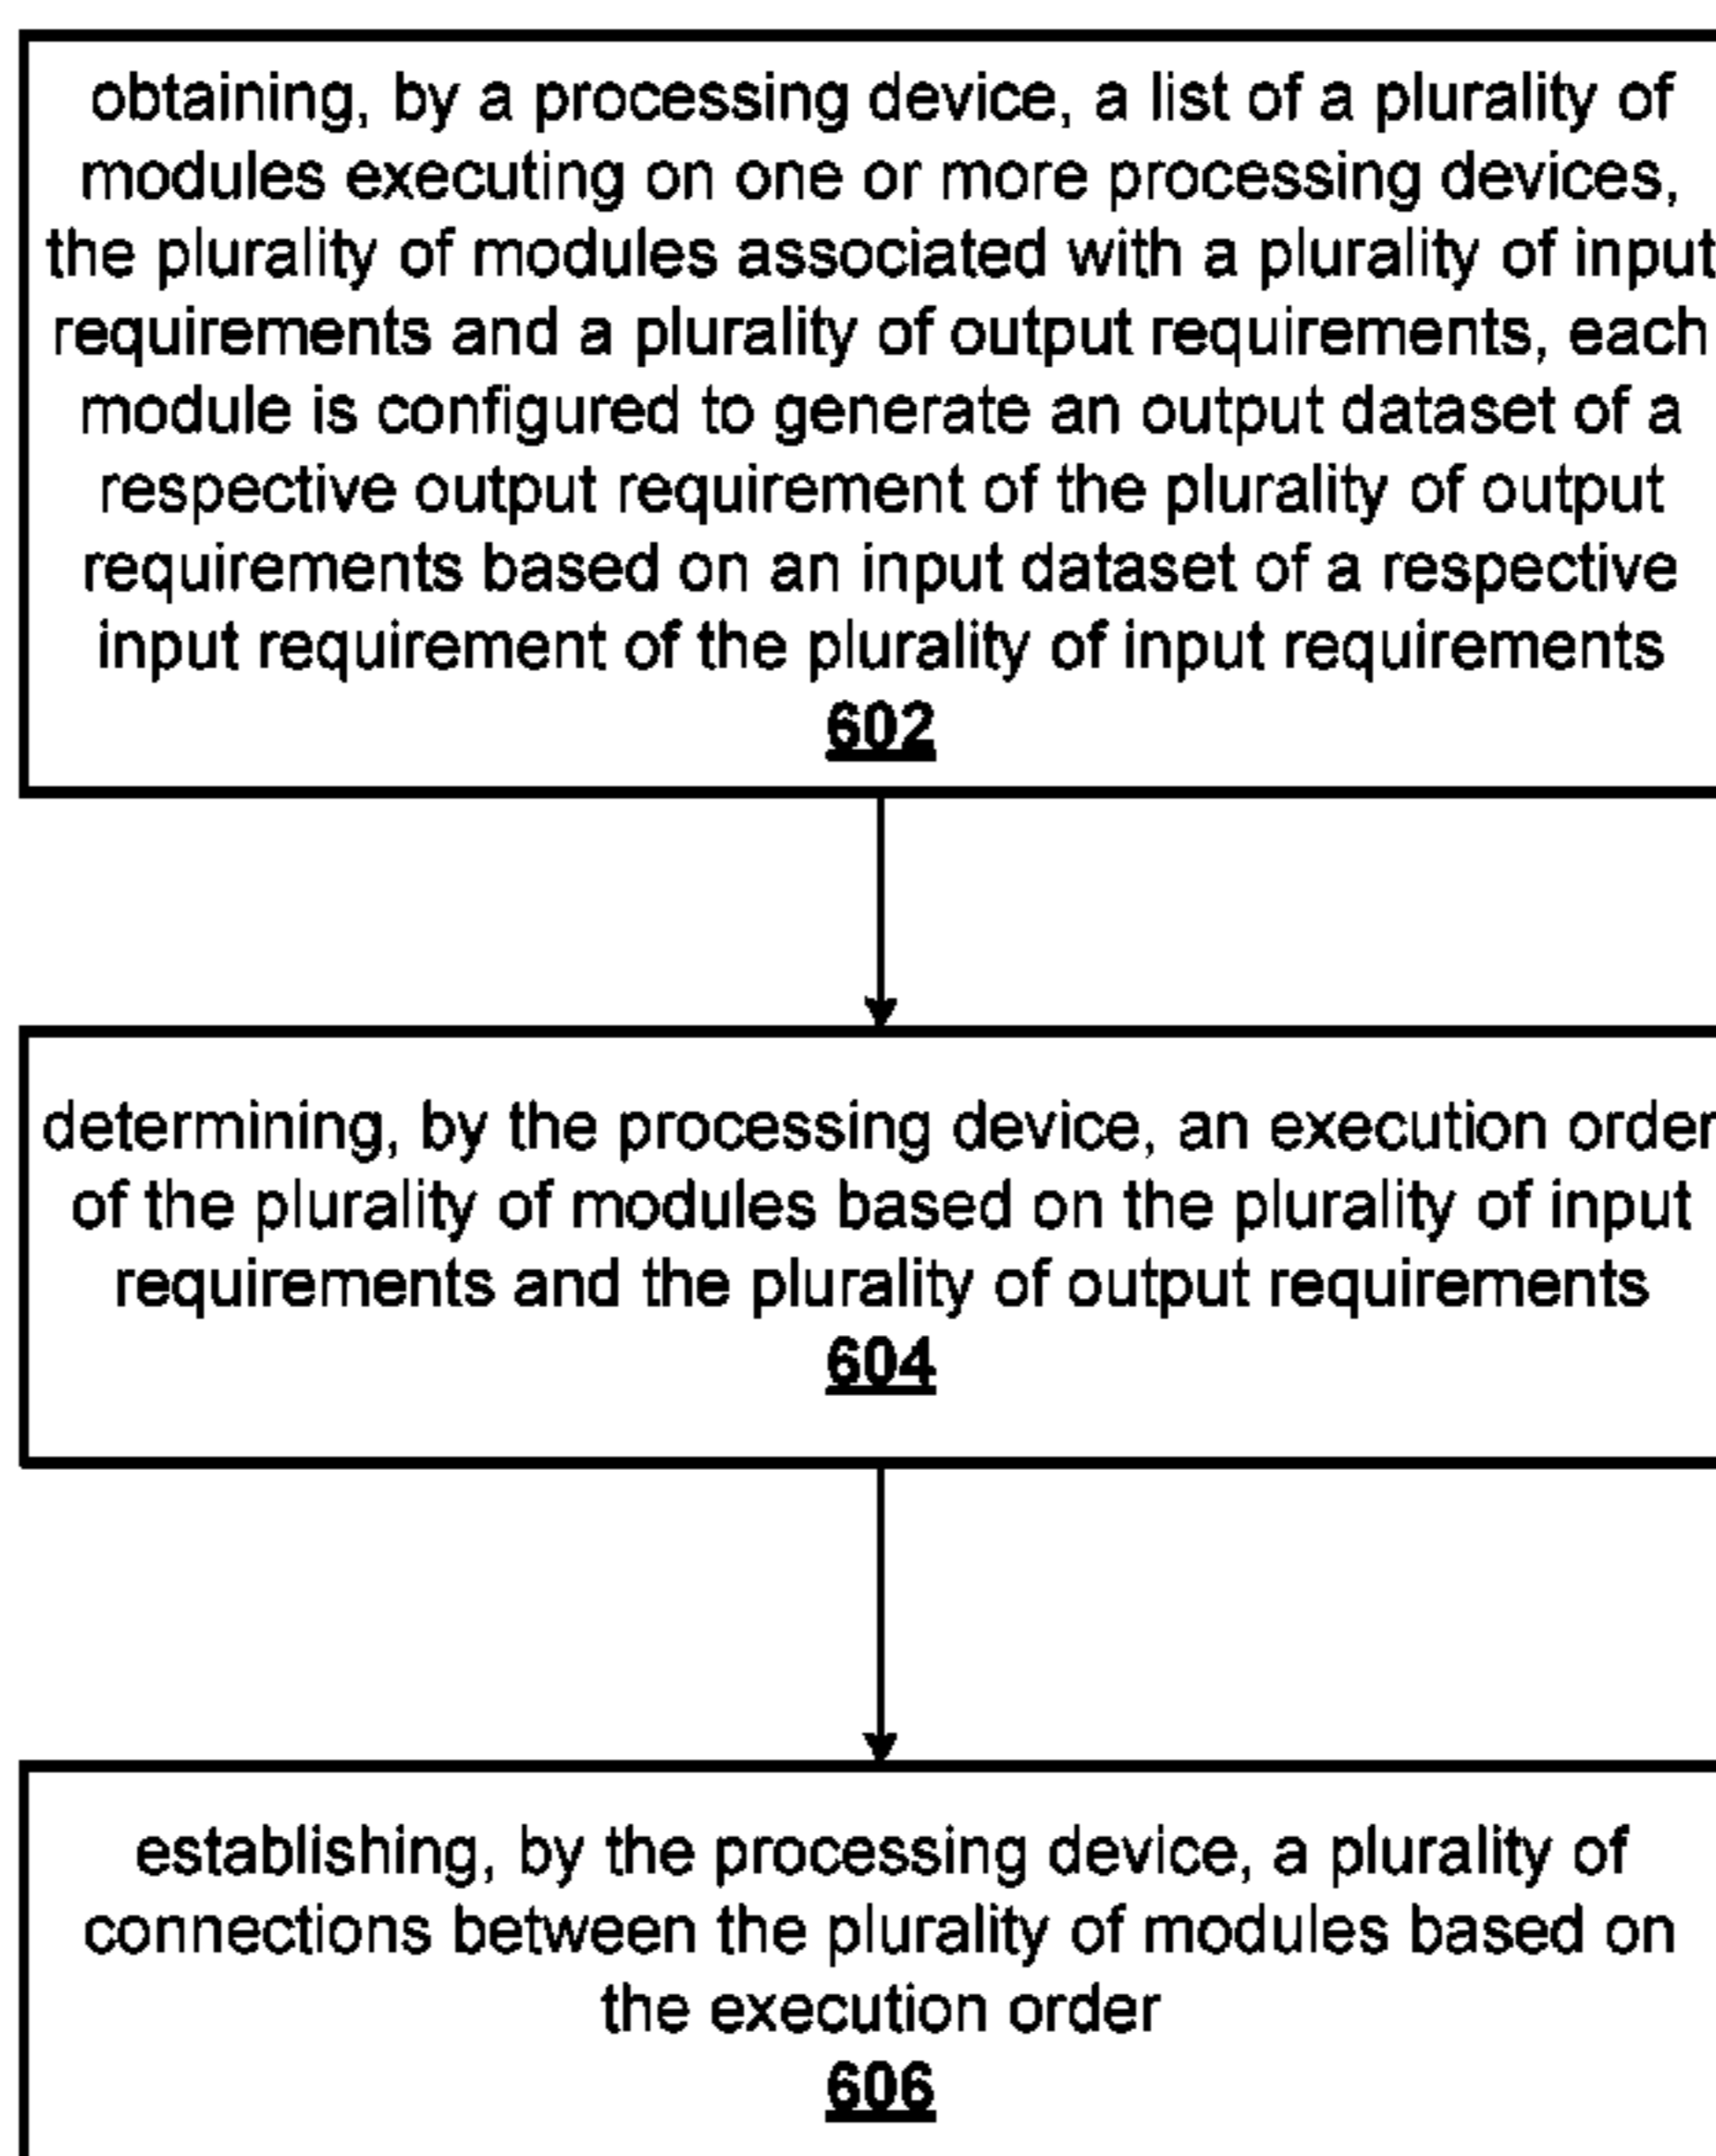 obtaining, by a processing device, a list of a plurality of
modules executing on one or more processing devices,
the plurality of modules associated with a plurality of input
requirements and a plurality of output requirements, each
module is configured to generate an output dataset of a
respective output requirement of the plurality of output
requirements based on an input dataset of a respective
input requirement of the plurality of input requirements
602
determining, by the processing device, an execution order
of the plurality of modules based on the plurality of input
requirements and the plurality of output requirements
604
establishing, by the processing device, a plurality of
connections between the plurality of modules based on
the execution order
606